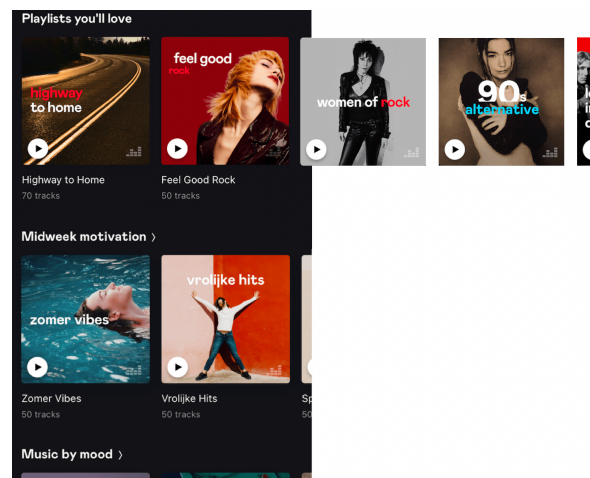 Playlists you'll love
highway
to home
feel good
rock
women of rock
90s
alternative
Highway to Home
70 tracks
Feel Good Rock
50 tracks
Midweek motivation
zomer vibes
vrolijke hits
Zomer Vibes
50 tracks
Vrolijke Hits
50 tracks
Music by mood